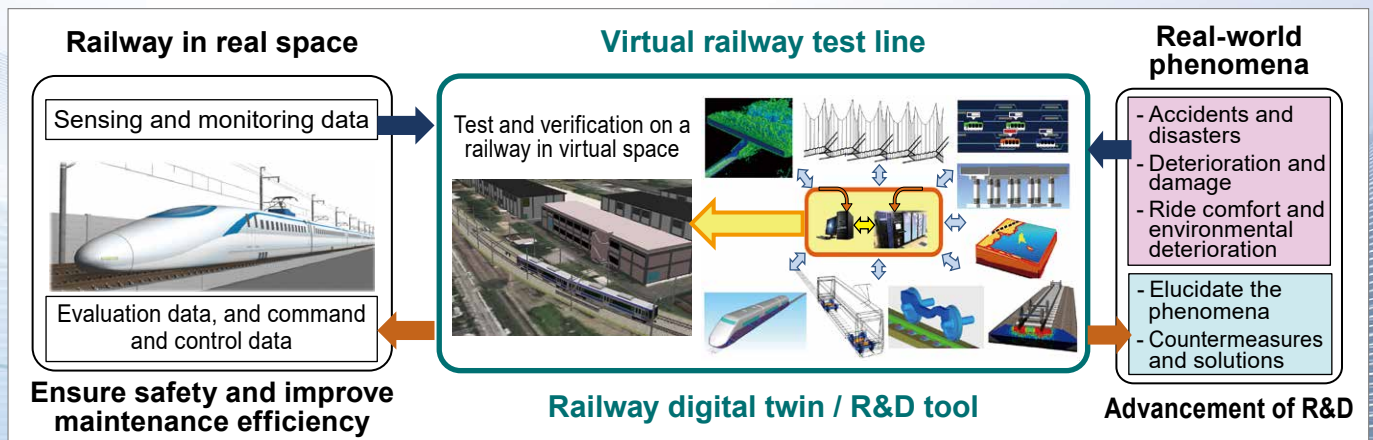 Railway in real space
Sensing and monitoring data
Evaluation data, and command
and control data
Ensure safety and improve
maintenance efficiency
Virtual railway test line
Test and verification on a
railway in virtual space
Railway digital twin / R&D tool
Real-world
phenomena
- Accidents and
disasters
- Deterioration and
damage
- Ride comfort and
environmental
deterioration
- Elucidate the
phenomena
- Countermeasures
and solutions
Advancement of R&D